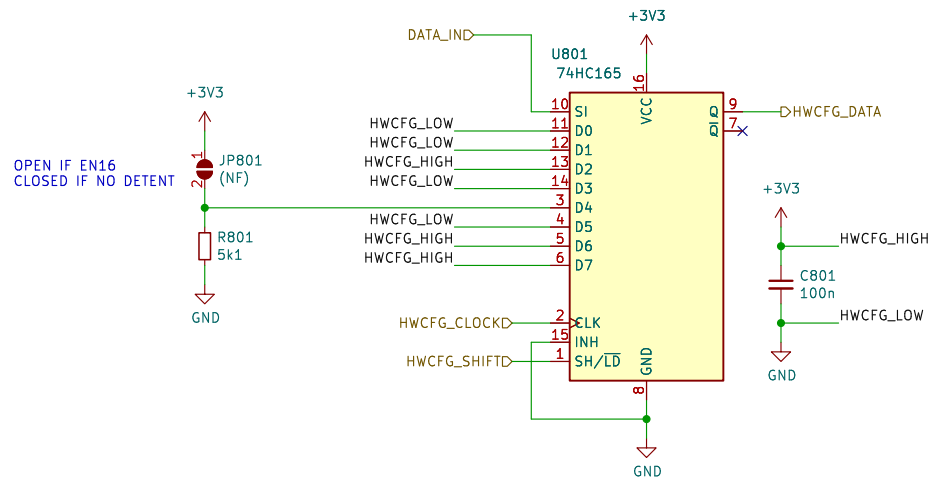 +3V3
DATA_IN
U801
74HC165
16
VCC
+3V3
1
JP801
(NF)
2
OPEN IF EN16
CLOSED IF NO DETENT
R801
5k1
GND
10 SI
HWCFG_LOW 11 D0
HWCFG_LOW 12 D1
HWCFG_HIGH 13 D2
HWCFG_LOW 14 D3
3 D4
HWCFG_LOW 4 D5
HWCFG_HIGH 5 D6
HWCFG_HIGH 6 D7
HWCFG_CLOCK 2 CLK
15 INH
HWCFG_SHIFT 1 SH/LD
Q 9 HWCFG_DATA
Q 7
GND
8
GND
+3V3
HWCFG_HIGH
C801
100n
HWCFG_LOW
GND